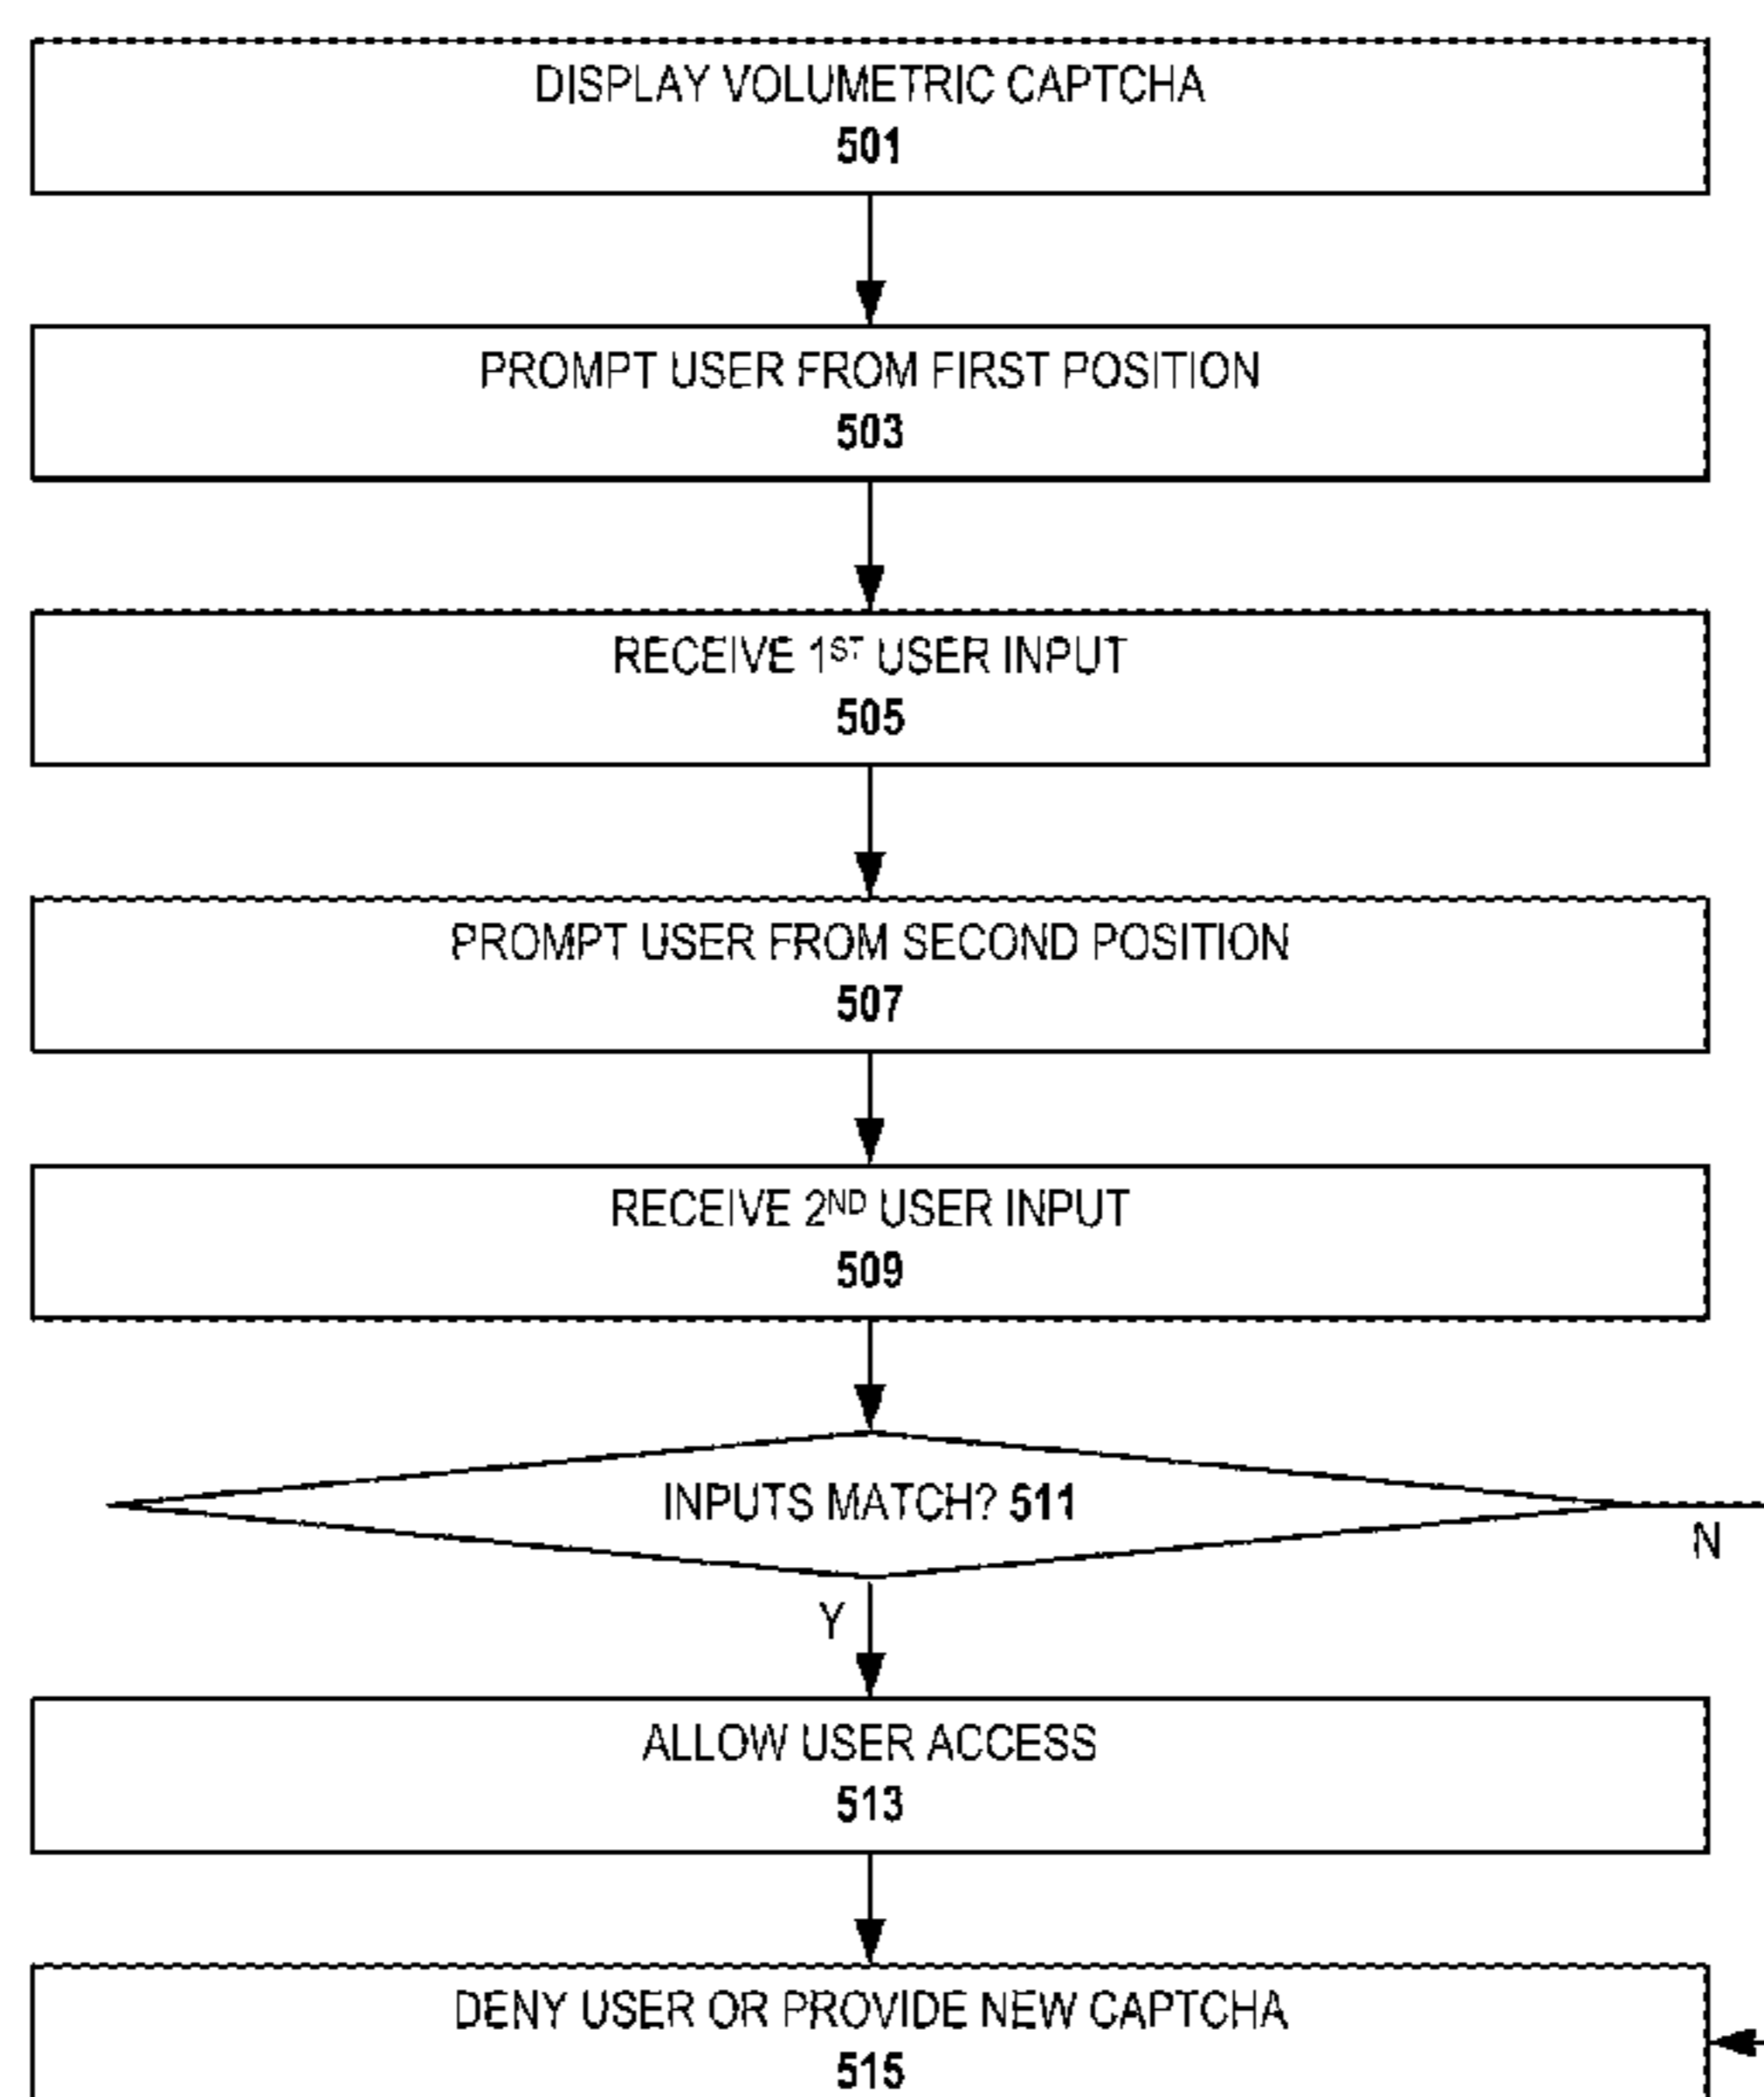 DISPLAY VOLUMETRIC CAPTCHA
501
PROMPT USER FROM FIRST POSITION
503
RECEIVE 1ST USER INPUT
505
PROMPT USER FROM SECOND POSITION
507
RECEIVE 2ND USER INPUT
509
INPUTS MATCH? 511
N
Y
ALLOW USER ACCESS
513
DENY USER OR PROVIDE NEW CAPTCHA
515